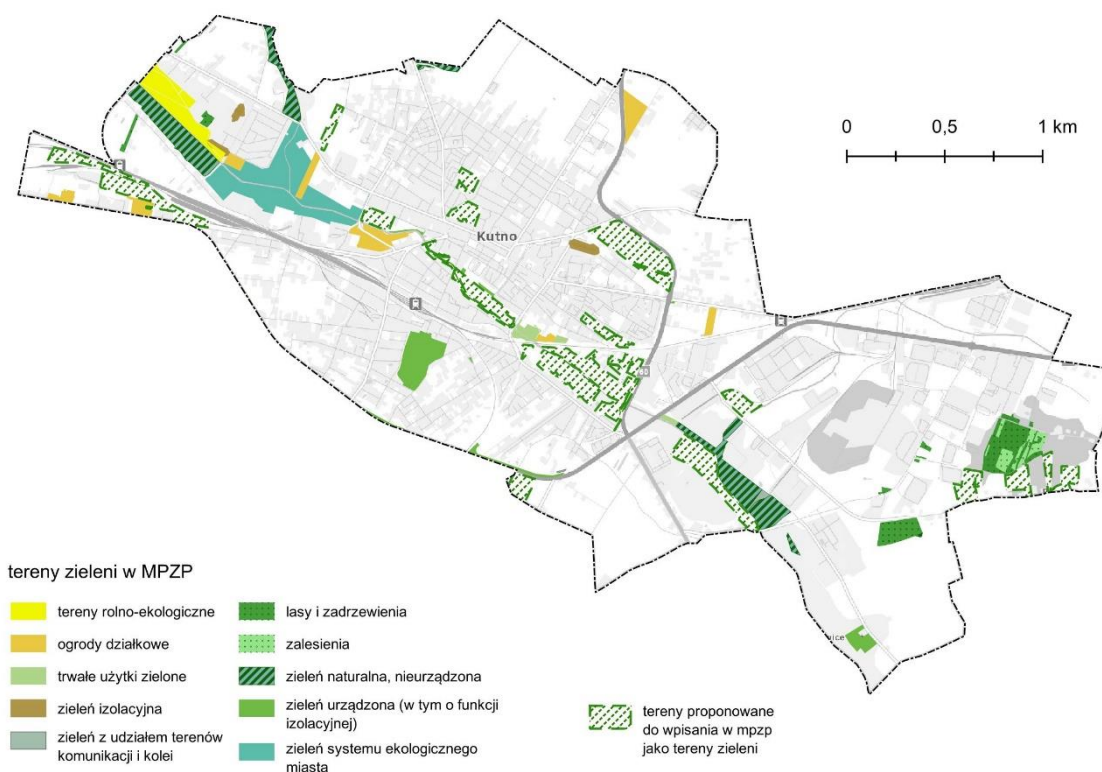 0 0,5 1 km
Kutno
60
ice
tereny zieleni w MPZP
tereny rolno-ekologiczne
ogrody działkowe
trwałe użytki zielone
zieleń izolacyjna
zieleń z udziałem terenów
komunikacji i kolei
lasy i zadrzewienia
zalesienia
zieleń naturalna, nieurządzona
zieleń urządzona (w tym o funkcji
izolacyjnej)
zieleń systemu ekologicznego
miasta
tereny proponowane
do wpisania w mpzp
jako tereny zieleni